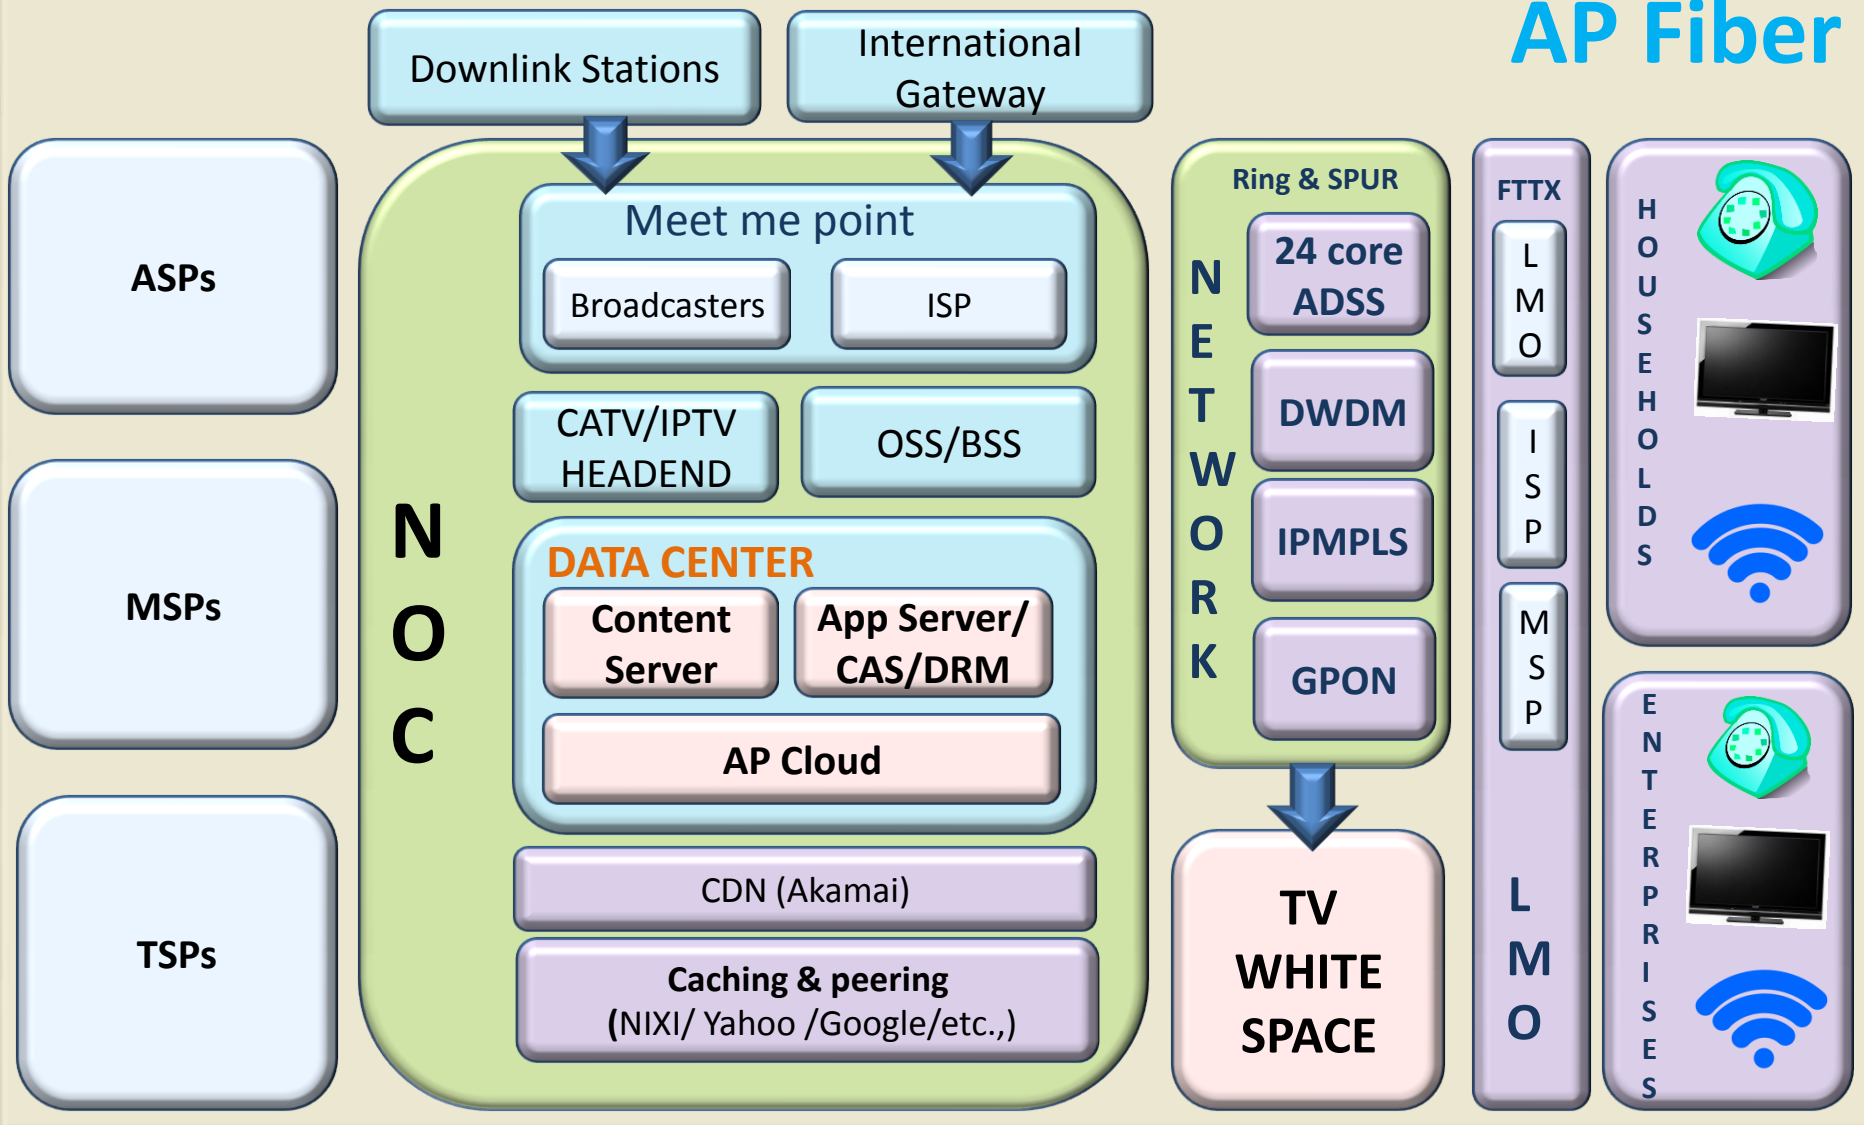 AP Fiber
Downlink Stations
International
Gateway
ASPs
MSPs
TSPs
NOC
Meet me point
Broadcasters
ISP
CATV/IPTV
HEADEND
OSS/BSS
DATA CENTER
Content
Server
App Server/
CAS/DRM
AP Cloud
CDN (Akamai)
Caching & peering
(NIXI/ Yahoo /Google/etc.,)
Ring & SPUR
NETWORK
24 core
ADSS
DWDM
IPMPLS
GPON
TV
WHITE
SPACE
FTTX
LMO
ISP
MSP
LMO
HOUSEHOLDS
ENTERPRISES